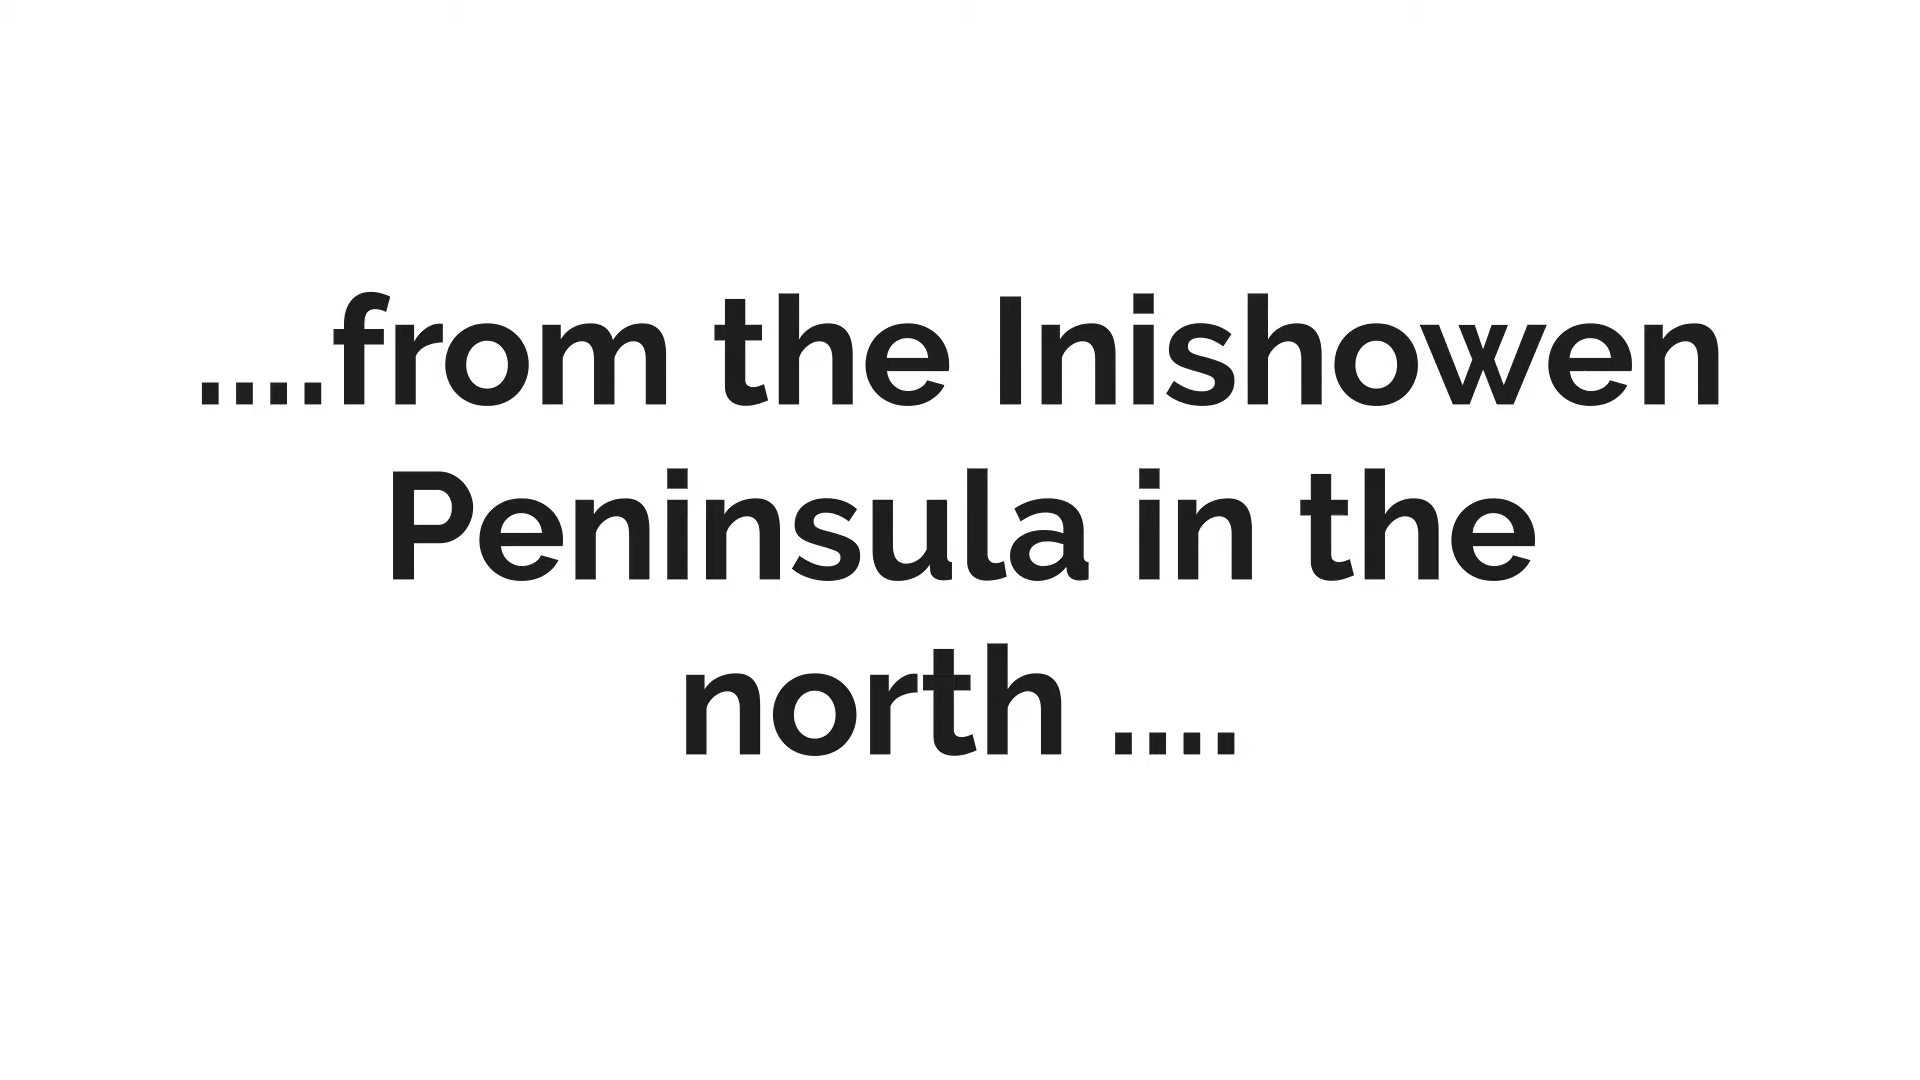 ....from the Inishowen
Peninsula in the
north ....